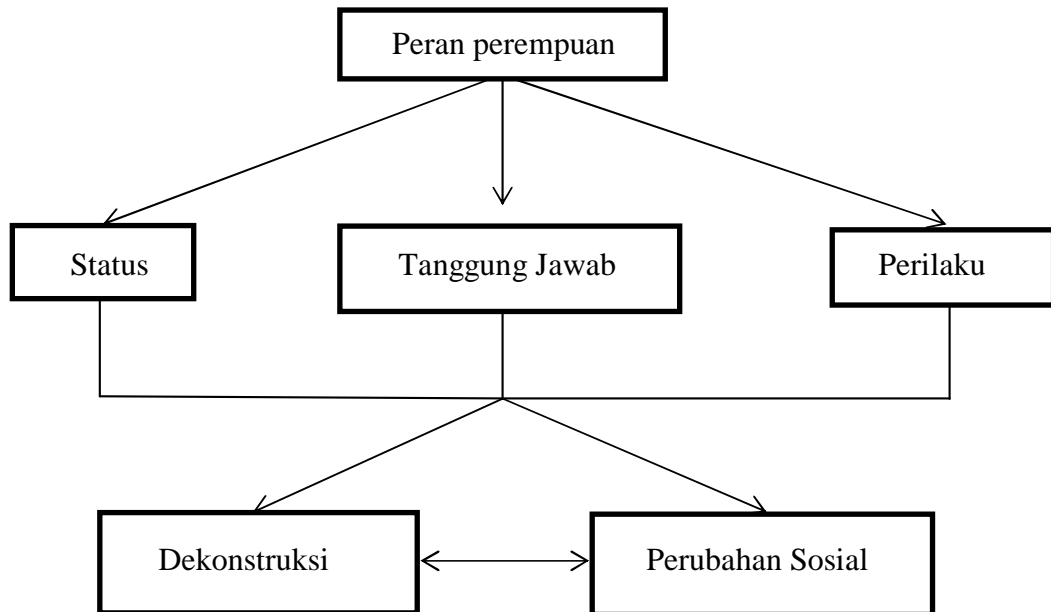 Peran perempuan
Status
Tanggung Jawab
Perilaku
Dekonstruksi
Perubahan Sosial